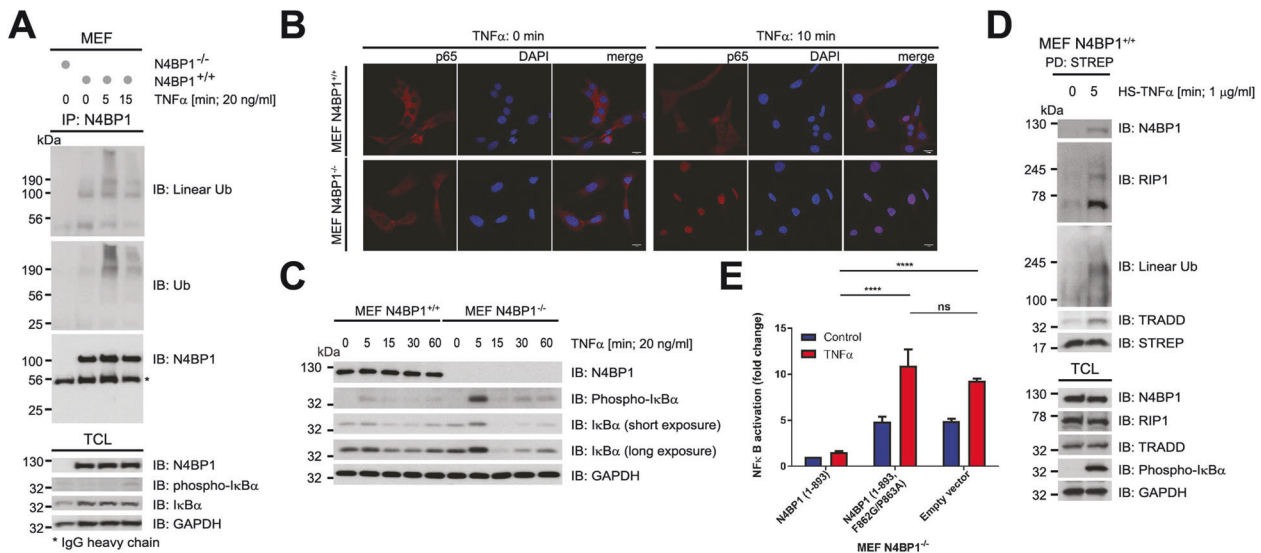 A
MEF
N4BP1-/-
N4BP1+/+
0 0 5 15 TNFα [min; 20 ng/ml]
IP: N4BP1
kDa
190
100
56
IB: Linear Ub
190
56
25
IB: Ub
100
56
25
IB: N4BP1
*
TCL
130
IB: N4BP1
32
IB: phospho-IκBα
32
IB: IκBα
32
IB: GAPDH
* IgG heavy chain
B
TNFα: 0 min
TNFα: 10 min
p65 DAPI merge
p65 DAPI merge
MEF N4BP1+/+
MEF N4BP1-/-
C
MEF N4BP1+/+ MEF N4BP1-/-
0 5 15 30 60 0 5 15 30 60 TNFα [min; 20 ng/ml]
kDa
130
IB: N4BP1
32
IB: Phospho-IκBα
32
IB: IκBα (short exposure)
32
IB: IκBα (long exposure)
32
IB: GAPDH
E
****
****
ns
NFκ B activation (fold change)
15
10
5
0
Control
TNFα
N4BP1 (1-893)
N4BP1 (1-893,
F862G/P863A)
Empty vector
MEF N4BP1-/-
D
MEF N4BP1+/+
PD: STREP
0 5 HS-TNFα [min; 1 μg/ml]
kDa
130
IB: N4BP1
245
78
IB: RIP1
245
100
IB: Linear Ub
32
IB: TRADD
17
IB: STREP
TCL
130
IB: N4BP1
78
IB: RIP1
32
IB: TRADD
32
IB: Phospho-IκBα
32
IB: GAPDH